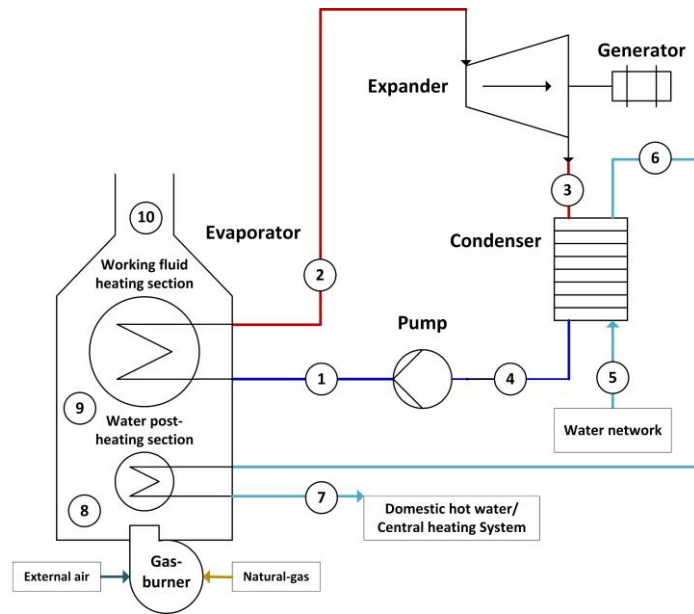 Generator
Expander
6
3
10
Evaporator
Condenser
Working fluid
heating section
2
Pump
1
4
5
9
Water post-
heating section
Water network
8
7
Domestic hot water/
Central heating System
External air
Gas-
burner
Natural-gas